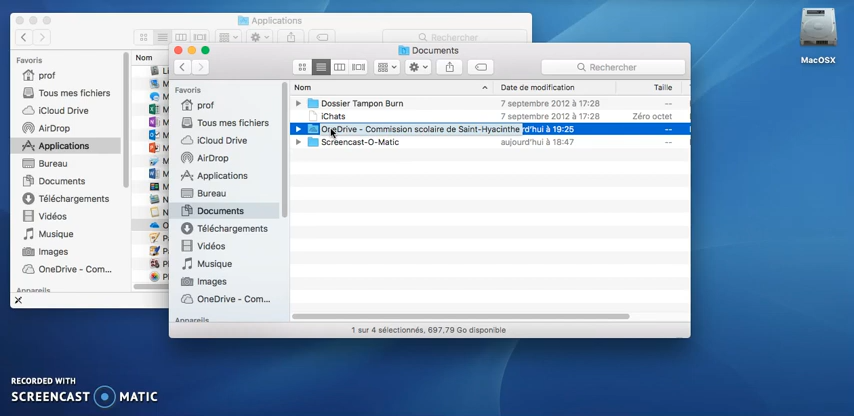 Applications
Rechercher
Favoris
prof
Tous mes fichiers
iCloud Drive
AirDrop
Applications
Bureau
Documents
Téléchargements
Vidéos
Musique
Images
OneDrive - Com...
Nom
Documents
Rechercher
Favoris
prof
Tous mes fichiers
iCloud Drive
AirDrop
Applications
Bureau
Documents
Téléchargements
Vidéos
Musique
Images
OneDrive - Com...
Nom Date de modification Taille
Dossier Tampon Burn 7 septembre 2012 à 17:28 --
iChats 7 septembre 2012 à 17:28 Zéro octet
OneDrive - Commission scolaire de Saint-Hyacinthe rd'hui à 19:25 --
Screencast-O-Matic aujourd'hui à 18:47 --
1 sur 4 sélectionnés, 697,79 Go disponible
MacOSX
RECORDED WITH
SCREENCAST MATIC